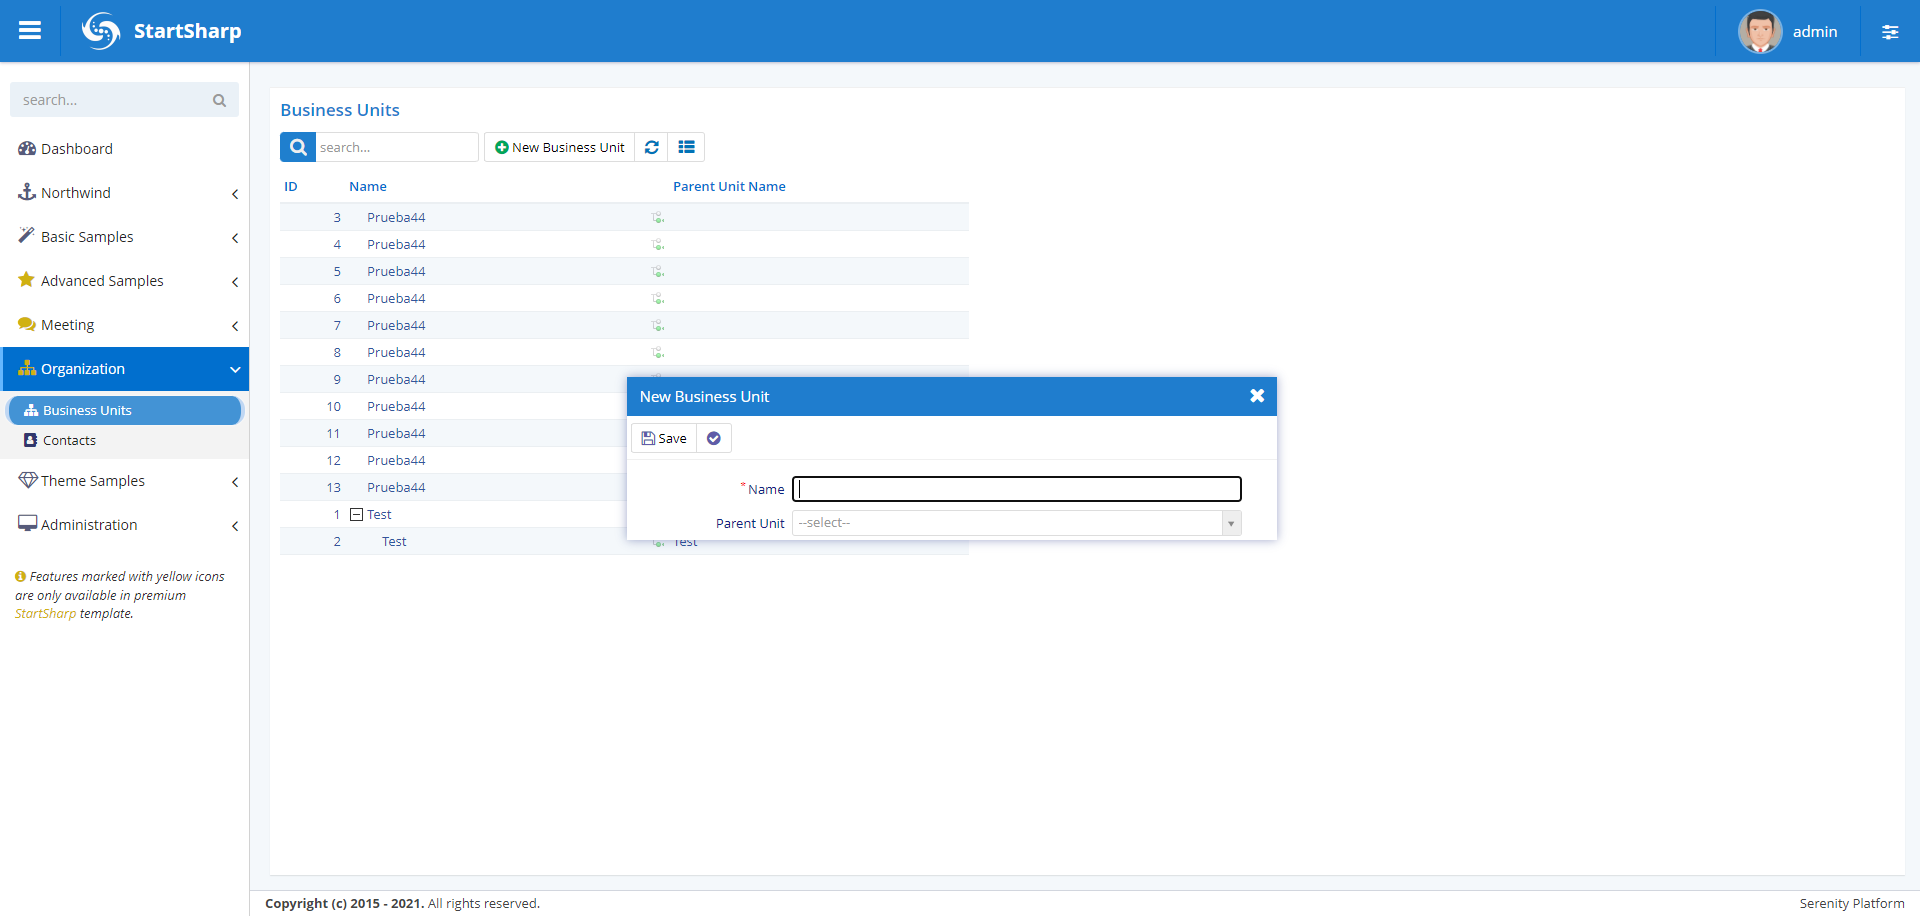 StartSharp
admin
search...
Dashboard
Northwind
Basic Samples
Advanced Samples
Meeting
Organization
Business Units
Contacts
Theme Samples
Administration
Features marked with yellow icons
are only available in premium
StartSharp template.
Business Units
search...
New Business Unit
ID Name Parent Unit Name
3 Prueba44
4 Prueba44
5 Prueba44
6 Prueba44
7 Prueba44
8 Prueba44
9 Prueba44
10 Prueba44
11 Prueba44
12 Prueba44
13 Prueba44
1 Test
2 Test Test
New Business Unit
Save
* Name
Parent Unit --select--
Copyright (c) 2015 - 2021. All rights reserved.
Serenity Platform